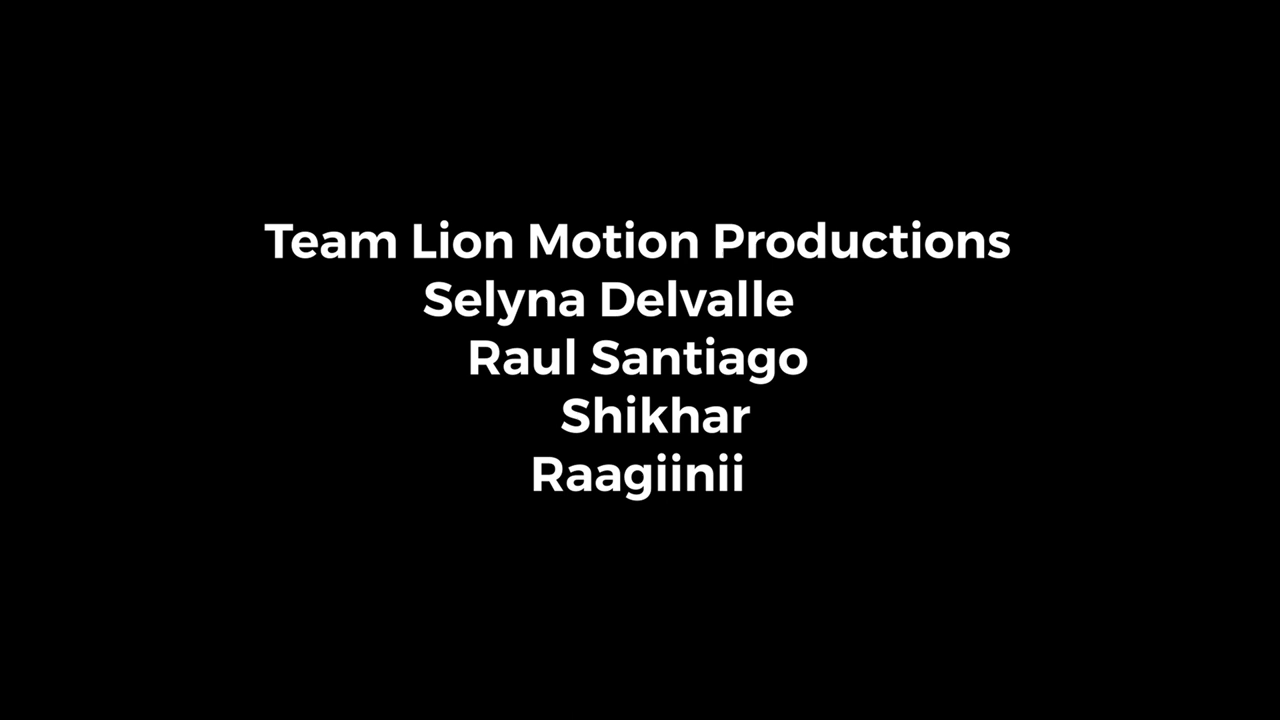 Team Lion Motion Productions
Selyna Delvalle
Raul Santiago
Shikhar
Raagiinii